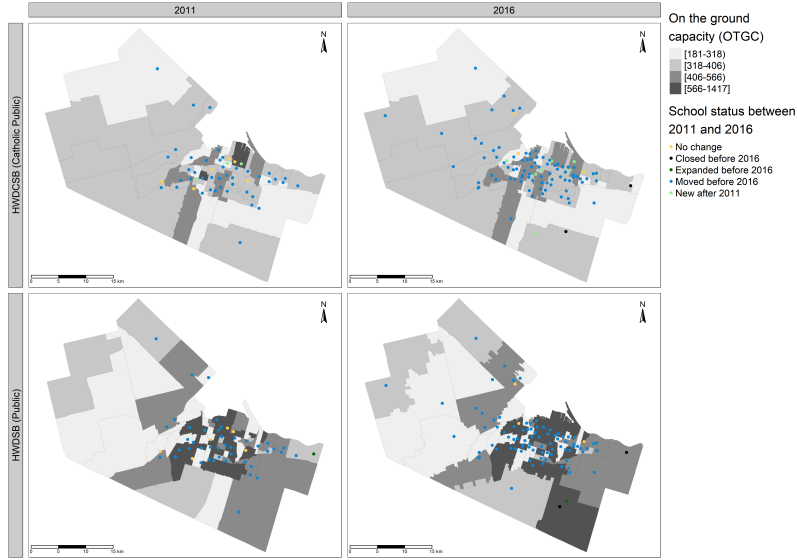 2011
2016
HWDCSB (Catholic Public)
N
0 5 10 15 km
N
0 5 10 15 km
HWDSB (Public)
N
0 5 10 15 km
N
0 5 10 15 km
On the ground
capacity (OTGC)
[181-318)
[318-406)
[406-566)
[566-1417]
School status between
2011 and 2016
No change
Closed before 2016
Expanded before 2016
Moved before 2016
New after 2011